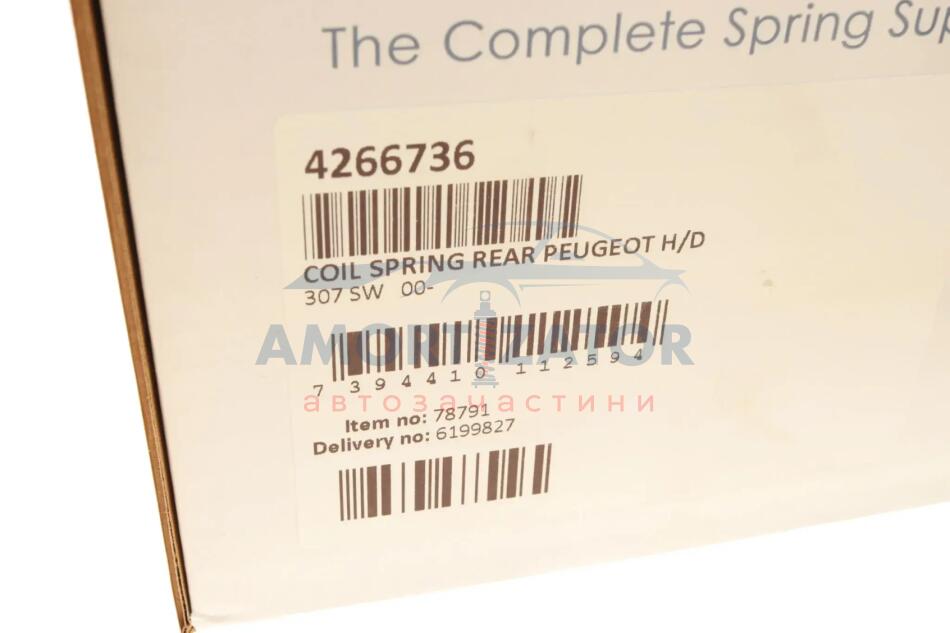 The Complete Spring
4266736
COIL SPRING REAR PEUGEOT H/D
307 SW 00-
AMORTIZATOR
7 394410 112594
автозапчастини
Item no: 78791
Delivery no: 6199827